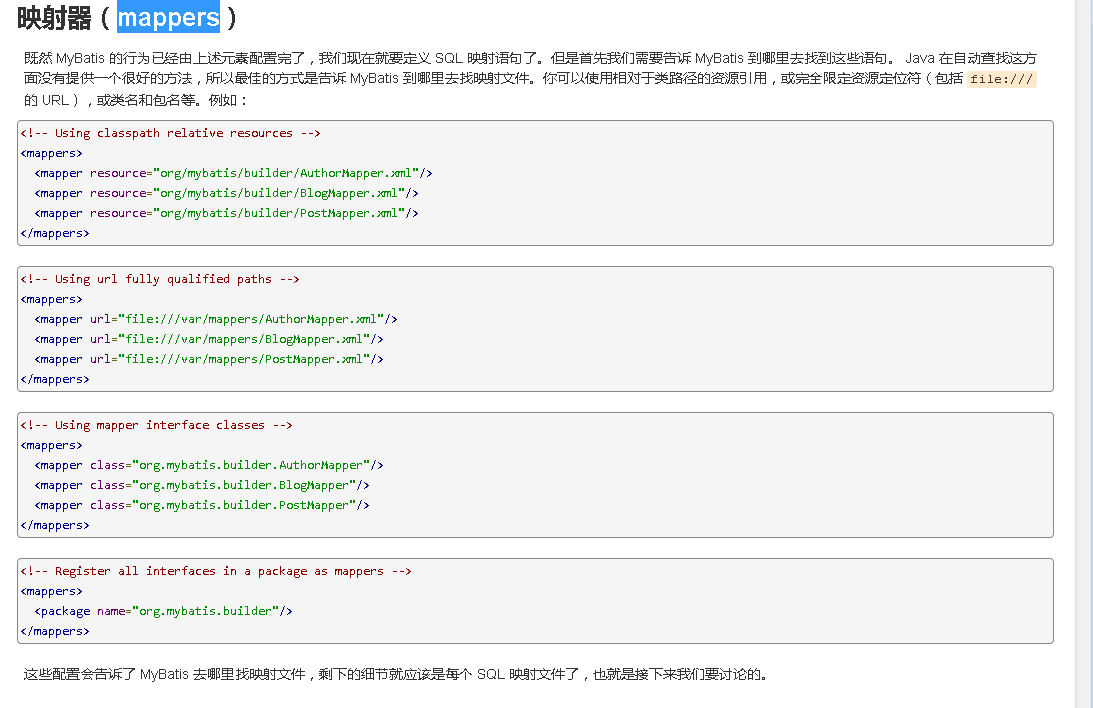 映射器（mappers）
既然 MyBatis 的行为已经由上述元素配置完了，我们现在就要定义 SQL 映射语句了。但是首先我们需要告诉 MyBatis 到哪里去找到这些语句。 Java 在自动查找这方
面没有提供一个很好的方法，所以最佳的方式是告诉 MyBatis 到哪里去找映射文件。你可以使用相对于类路径的资源引用，或完全限定资源定位符（包括 file:///
的 URL），或类名和包名等。例如：
<!-- Using classpath relative resources -->
<mappers>
  <mapper resource="org/mybatis/builder/AuthorMapper.xml"/>
  <mapper resource="org/mybatis/builder/BlogMapper.xml"/>
  <mapper resource="org/mybatis/builder/PostMapper.xml"/>
</mappers>
<!-- Using url fully qualified paths -->
<mappers>
  <mapper url="file:///var/mappers/AuthorMapper.xml"/>
  <mapper url="file:///var/mappers/BlogMapper.xml"/>
  <mapper url="file:///var/mappers/PostMapper.xml"/>
</mappers>
<!-- Using mapper interface classes -->
<mappers>
  <mapper class="org.mybatis.builder.AuthorMapper"/>
  <mapper class="org.mybatis.builder.BlogMapper"/>
  <mapper class="org.mybatis.builder.PostMapper"/>
</mappers>
<!-- Register all interfaces in a package as mappers -->
<mappers>
  <package name="org.mybatis.builder"/>
</mappers>
这些配置会告诉了 MyBatis 去哪里找映射文件，剩下的细节就应该是每个 SQL 映射文件了，也就是接下来我们要讨论的。